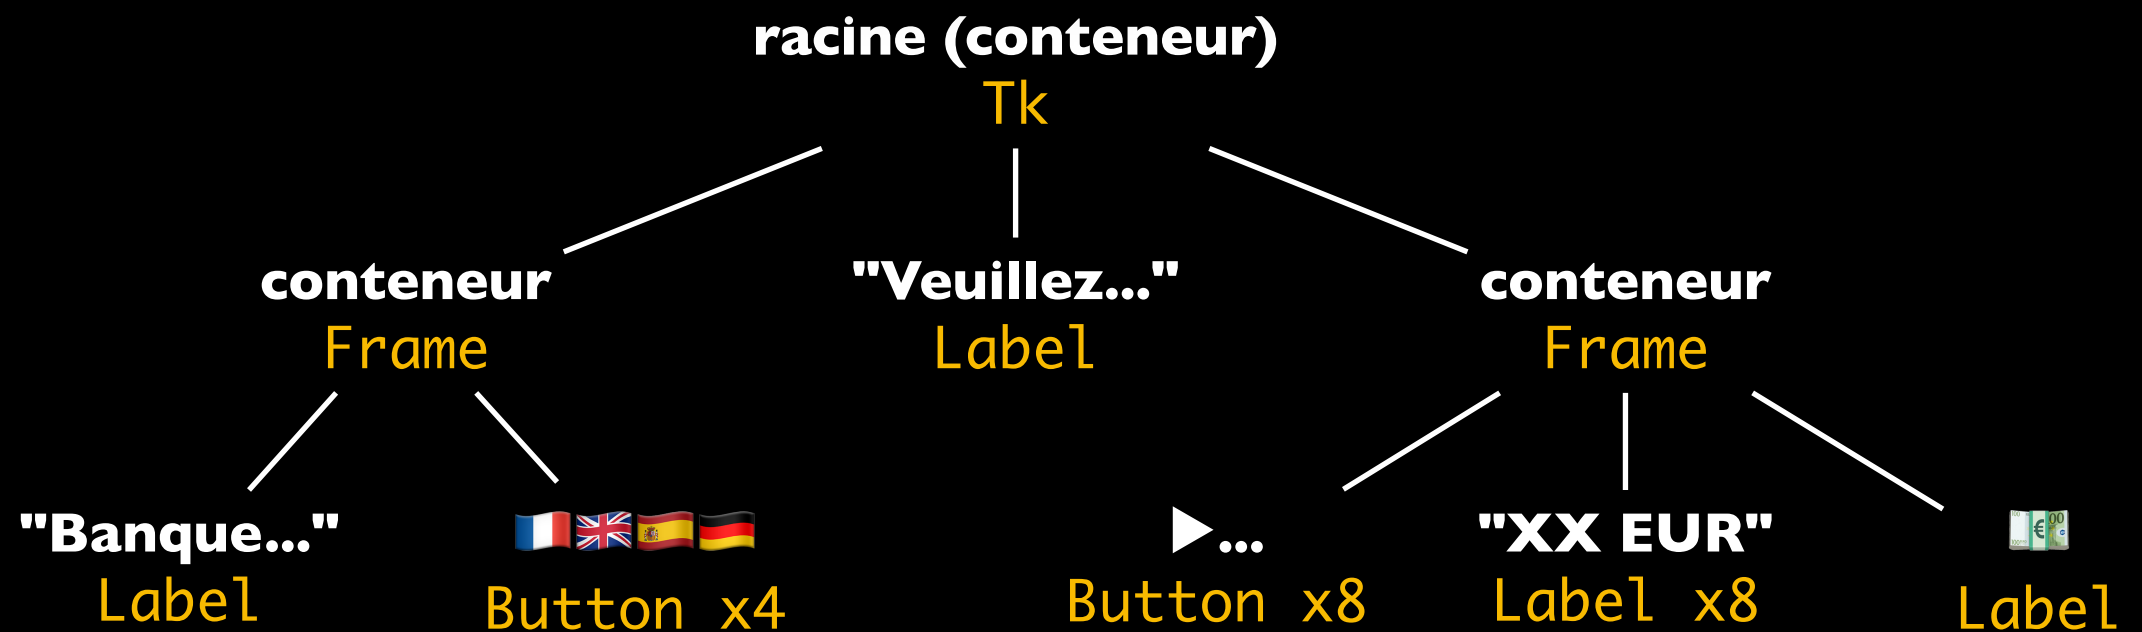 racine (conteneur)
Tk
conteneur
Frame
"Veuillez..."
Label
conteneur
Frame
"Banque..."
Label
🇫🇷🇬🇧🇪🇸🇩🇪
Button x4
▶...
Button x8
"XX EUR"
Label x8
💶
Label